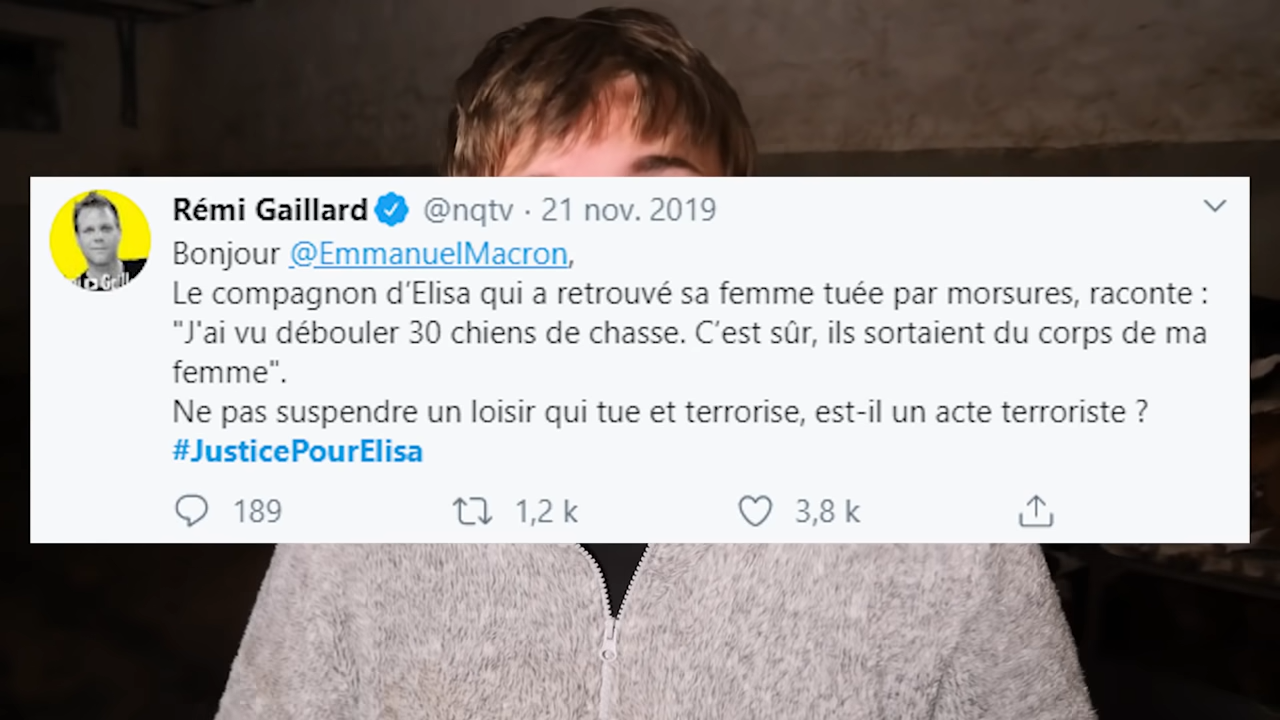 Rémi Gaillard @nqtv · 21 nov. 2019
Bonjour @EmmanuelMacron,
Le compagnon d’Elisa qui a retrouvé sa femme tuée par morsures, raconte :
"J'ai vu débouler 30 chiens de chasse. C’est sûr, ils sortaient du corps de ma
femme".
Ne pas suspendre un loisir qui tue et terrorise, est-il un acte terroriste ?
#JusticePourElisa
189 1,2 k 3,8 k